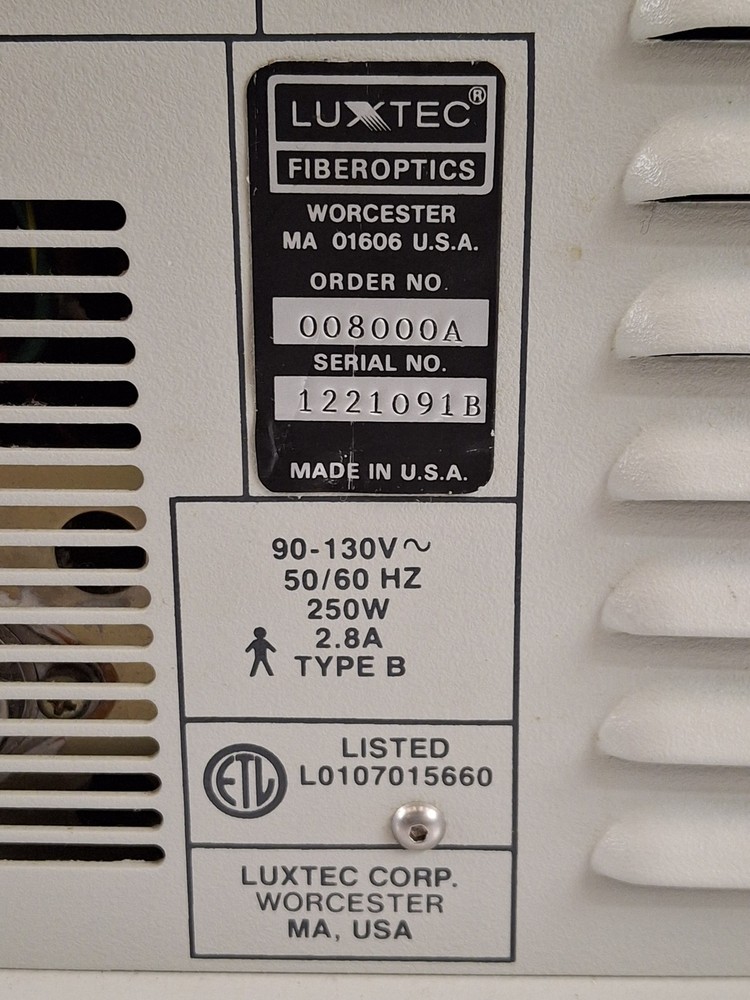 LUXTEC®
FIBEROPTICS
WORCESTER
MA 01606 U.S.A.
ORDER NO.
008000A
SERIAL NO.
1221091B
MADE IN U.S.A.
90-130V~
50/60 HZ
250W
2.8A
TYPE B
ETL
LISTED
L0107015660
LUXTEC CORP.
WORCESTER
MA, USA